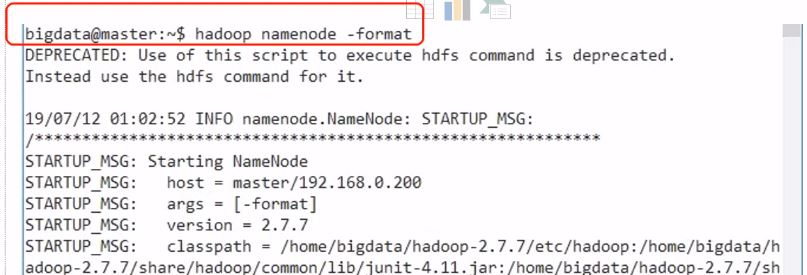 bigdata@master:~$ hadoop namenode -format
DEPRECATED: Use of this script to execute hdfs command is deprecated.
Instead use the hdfs command for it.
19/07/12 01:02:52 INFO namenode.NameNode: STARTUP_MSG:
/************************************************************
STARTUP_MSG: Starting NameNode
STARTUP_MSG:   host = master/192.168.0.200
STARTUP_MSG:   args = [-format]
STARTUP_MSG:   version = 2.7.7
STARTUP_MSG:   classpath = /home/bigdata/hadoop-2.7.7/etc/hadoop:/home/bigdata/h
adoop-2.7.7/share/hadoop/common/lib/junit-4.11.jar:/home/bigdata/hadoop-2.7.7/sh